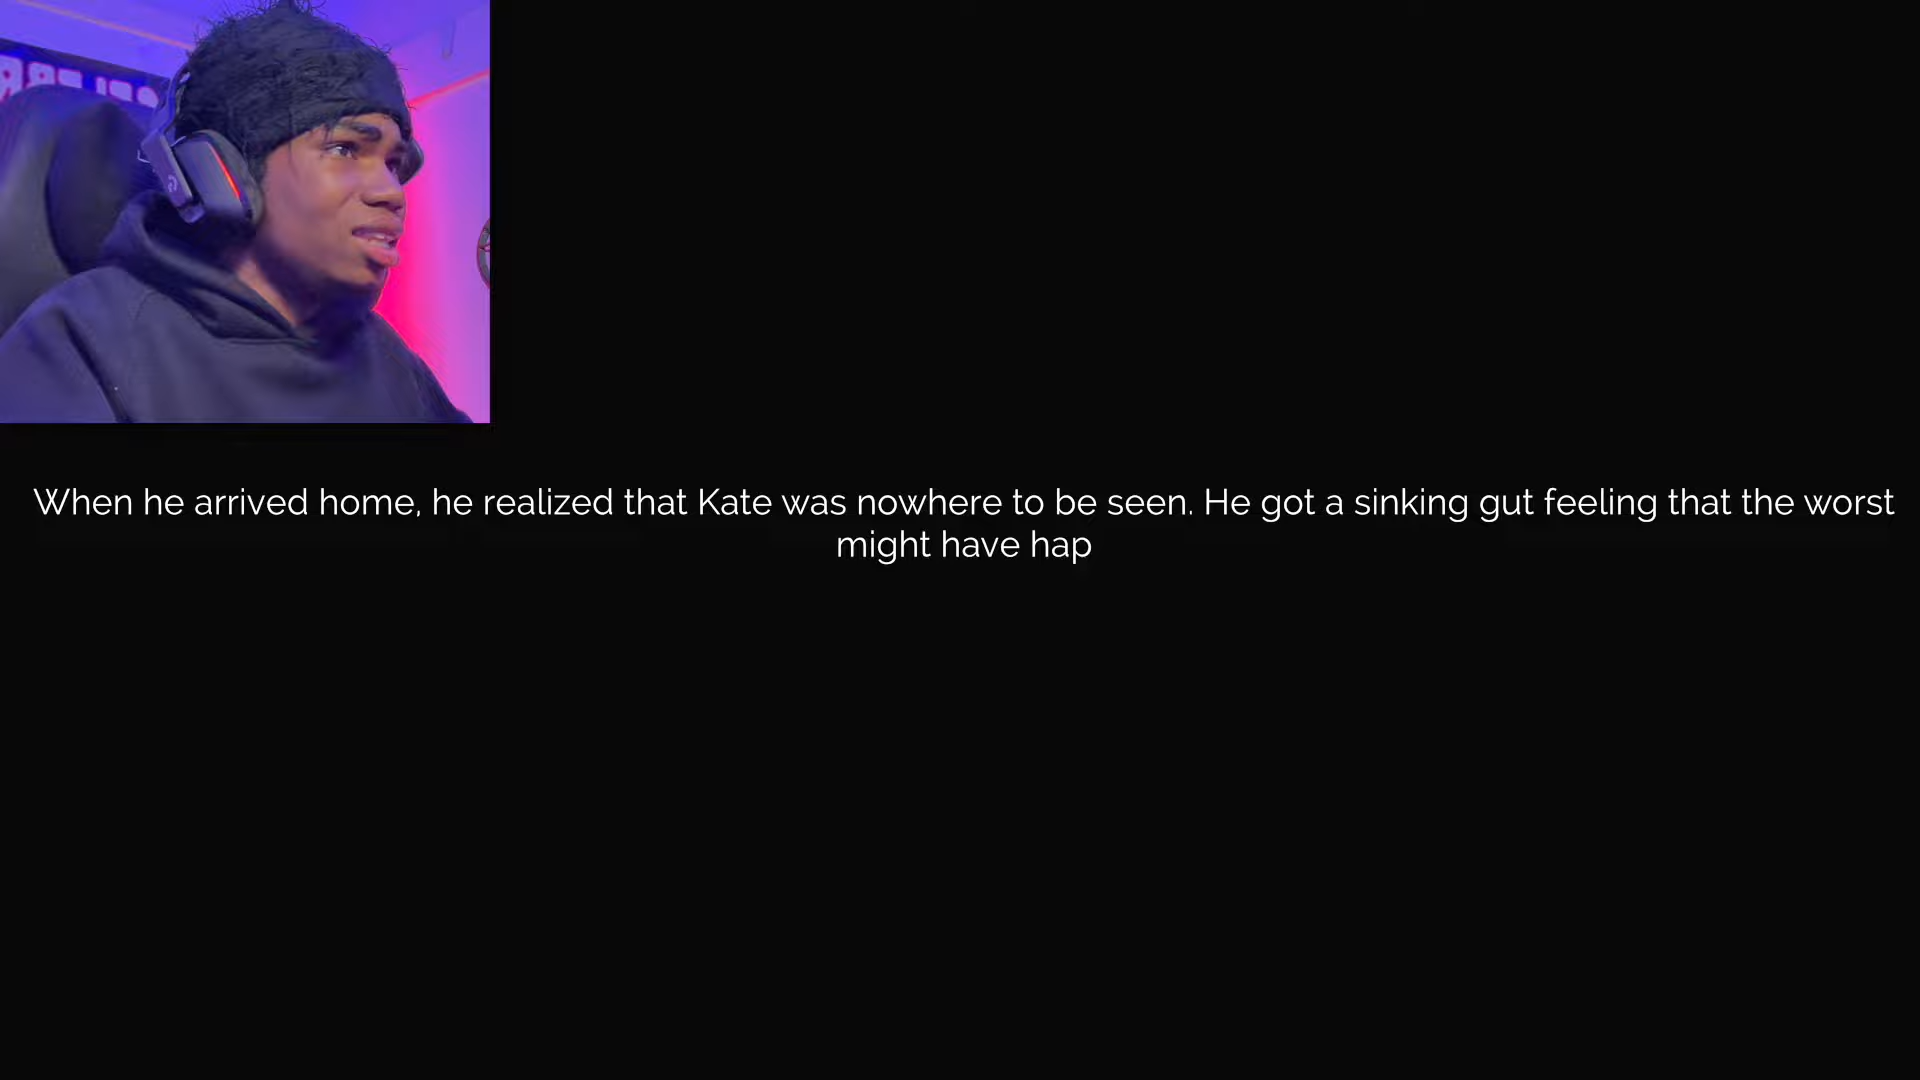 When he arrived home, he realized that Kate was nowhere to be seen. He got a sinking gut feeling that the worst
might have hap